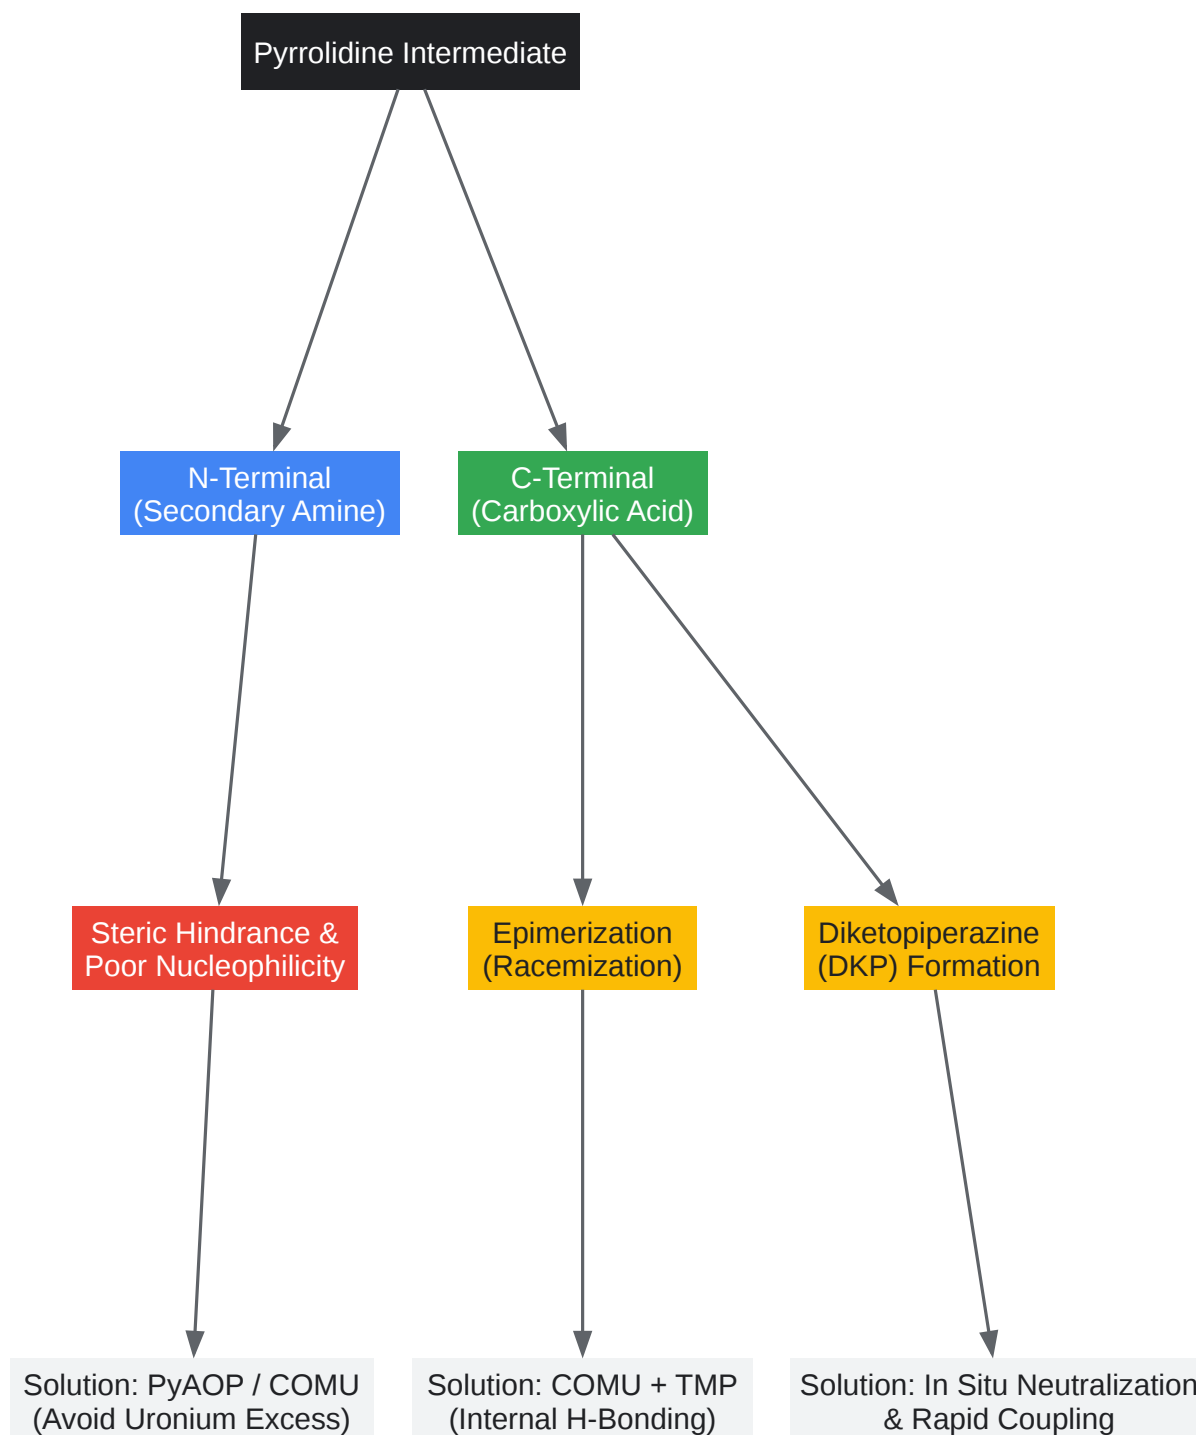 Pyrrolidine Intermediate
N-Terminal
(Secondary Amine)
C-Terminal
(Carboxylic Acid)
Steric Hindrance &
Poor Nucleophilicity
Epimerization
(Racemization)
Diketopiperazine
(DKP) Formation
Solution: PyAOP / COMU
(Avoid Uronium Excess)
Solution: COMU + TMP
(Internal H-Bonding)
Solution: In Situ Neutralization
& Rapid Coupling